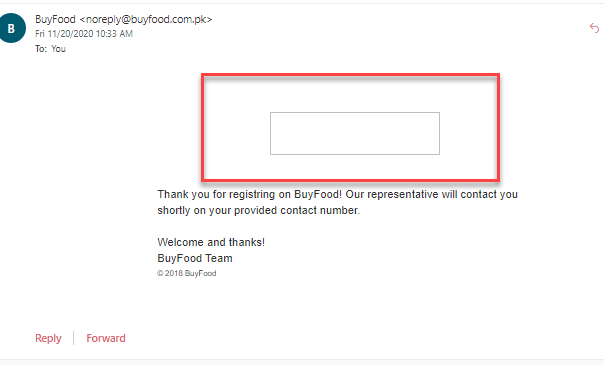 B
BuyFood <noreply@buyfood.com.pk>
Fri 11/20/2020 10:33 AM
To: You
Thank you for registring on BuyFood! Our representative will contact you
shortly on your provided contact number.
Welcome and thanks!
BuyFood Team
© 2018 BuyFood
Reply
Forward